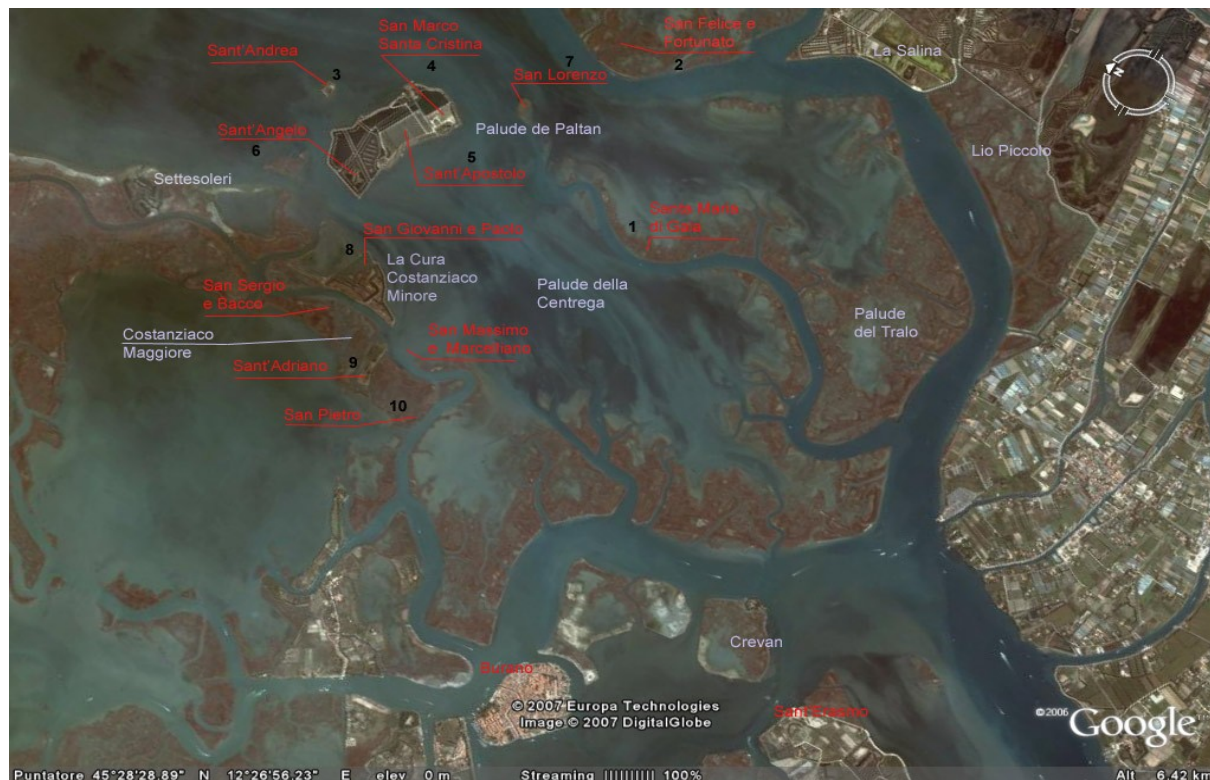 San Marco
Santa Cristina
San Felice e
Fortunato
Sant'Andrea
3
4
7
2
La Salina
San Lorenzo
N
Sant'Angelo
Palude de Paltan
6
5
Lio Piccolo
Settesoleri
Sant'Apostolo
1
Santa Maria
di Gaia
San Giovanni e Paolo
8
La Cura
Costanziaco
Minore
San Sergio
e Bacco
Palude della
Centrega
Palude
del Tralo
Costanziaco
Maggiore
San Massimo
e Marcelliano
Sant'Adriano
9
San Pietro
10
Crevan
Burano
Sant'Erasmo
© 2007 Europa Technologies
Image © 2007 DigitalGlobe
©2006 Google
Puntatore 45°28'28.89" N 12°26'56.23" E elev 0 m Streaming |||||||||| 100% Alt 6.42 km